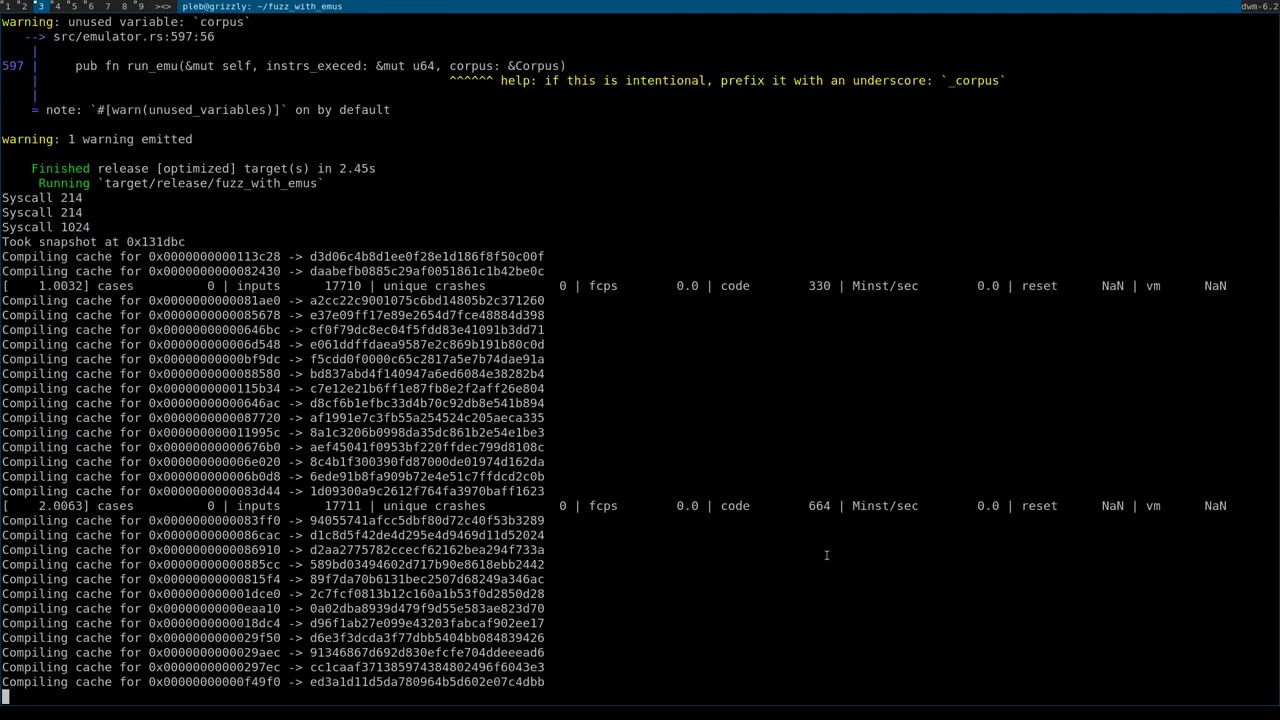 1 2 3 4 5 6 7 8 9 ><> pleb@grizzly: ~/fuzz_with_emus dwm-6.2
warning: unused variable: `corpus`
--> src/emulator.rs:597:56
|
597 | pub fn run_emu(&mut self, instrs_execed: &mut u64, corpus: &Corpus)
| ^^^^^^ help: if this is intentional, prefix it with an underscore: `_corpus`
|
= note: `#[warn(unused_variables)]` on by default
warning: 1 warning emitted
Finished release [optimized] target(s) in 2.45s
Running `target/release/fuzz_with_emus`
Syscall 214
Syscall 214
Syscall 1024
Took snapshot at 0x131dbc
Compiling cache for 0x0000000000113c28 -> d3d06c4b8d1ee0f28e1d186f8f50c00f
Compiling cache for 0x0000000000082430 -> daabefb0885c29af0051861c1b42be0c
[ 1.0032] cases 0 | inputs 17710 | unique crashes 0 | fcps 0.0 | code 330 | Minst/sec 0.0 | reset NaN | vm NaN
Compiling cache for 0x0000000000081ae0 -> a2cc22c9001075c6bd14805b2c371260
Compiling cache for 0x0000000000085678 -> e37e09ff17e89e2654d7fce48884d398
Compiling cache for 0x00000000000646bc -> cf0f79dc8ec04f5fdd83e41091b3dd71
Compiling cache for 0x000000000006d548 -> e061ddffdaea9587e2c869b191b80c0d
Compiling cache for 0x00000000000bf9dc -> f5cdd0f0000c65c2817a5e7b74dae91a
Compiling cache for 0x0000000000088580 -> bd837abd4f140947a6ed6084e38282b4
Compiling cache for 0x0000000000115b34 -> c7e12e21b6ff1e87fb8e2f2aff26e804
Compiling cache for 0x00000000000646ac -> d8cf6b1efbc33d4b70c92db8e541b894
Compiling cache for 0x0000000000087720 -> af1991e7c3fb55a254524c205aeca335
Compiling cache for 0x000000000011995c -> 8a1c3206b0998da35dc861b2e54e1be3
Compiling cache for 0x00000000000676b0 -> aef45041f0953bf220ffdec799d8108c
Compiling cache for 0x000000000006e020 -> 8c4b1f300390fd87000de01974d162da
Compiling cache for 0x000000000006b0d8 -> 6ede91b8fa909b72e4e51c7ffdcd2c0b
Compiling cache for 0x0000000000083d44 -> 1d09300a9c2612f764fa3970baff1623
[ 2.0063] cases 0 | inputs 17711 | unique crashes 0 | fcps 0.0 | code 664 | Minst/sec 0.0 | reset NaN | vm NaN
Compiling cache for 0x0000000000083ff0 -> 94055741afcc5dbf80d72c40f53b3289
Compiling cache for 0x0000000000086cac -> d1c8d5f42de4d295e4d9469d11d52024
Compiling cache for 0x0000000000086910 -> d2aa2775782ccecf62162bea294f733a
Compiling cache for 0x00000000000885cc -> 589bd03494602d717b90e8618ebb2442
Compiling cache for 0x00000000000815f4 -> 89f7da70b6131bec2507d68249a346ac
Compiling cache for 0x000000000001dce0 -> 2c7fcf0813b12c160a1b53f0d2850d28
Compiling cache for 0x00000000000eaa10 -> 0a02dba8939d479f9d55e583ae823d70
Compiling cache for 0x0000000000018dc4 -> d96f1ab27e099e43203fabcaf902ee17
Compiling cache for 0x0000000000029f50 -> d6e3f3dcda3f77dbb5404bb084839426
Compiling cache for 0x0000000000029aec -> 91346867d692d830efcfe704ddeeead6
Compiling cache for 0x00000000000297ec -> cc1caaf371385974384802496f6043e3
Compiling cache for 0x00000000000f49f0 -> ed3a1d11d5da780964b5d602e07c4dbb